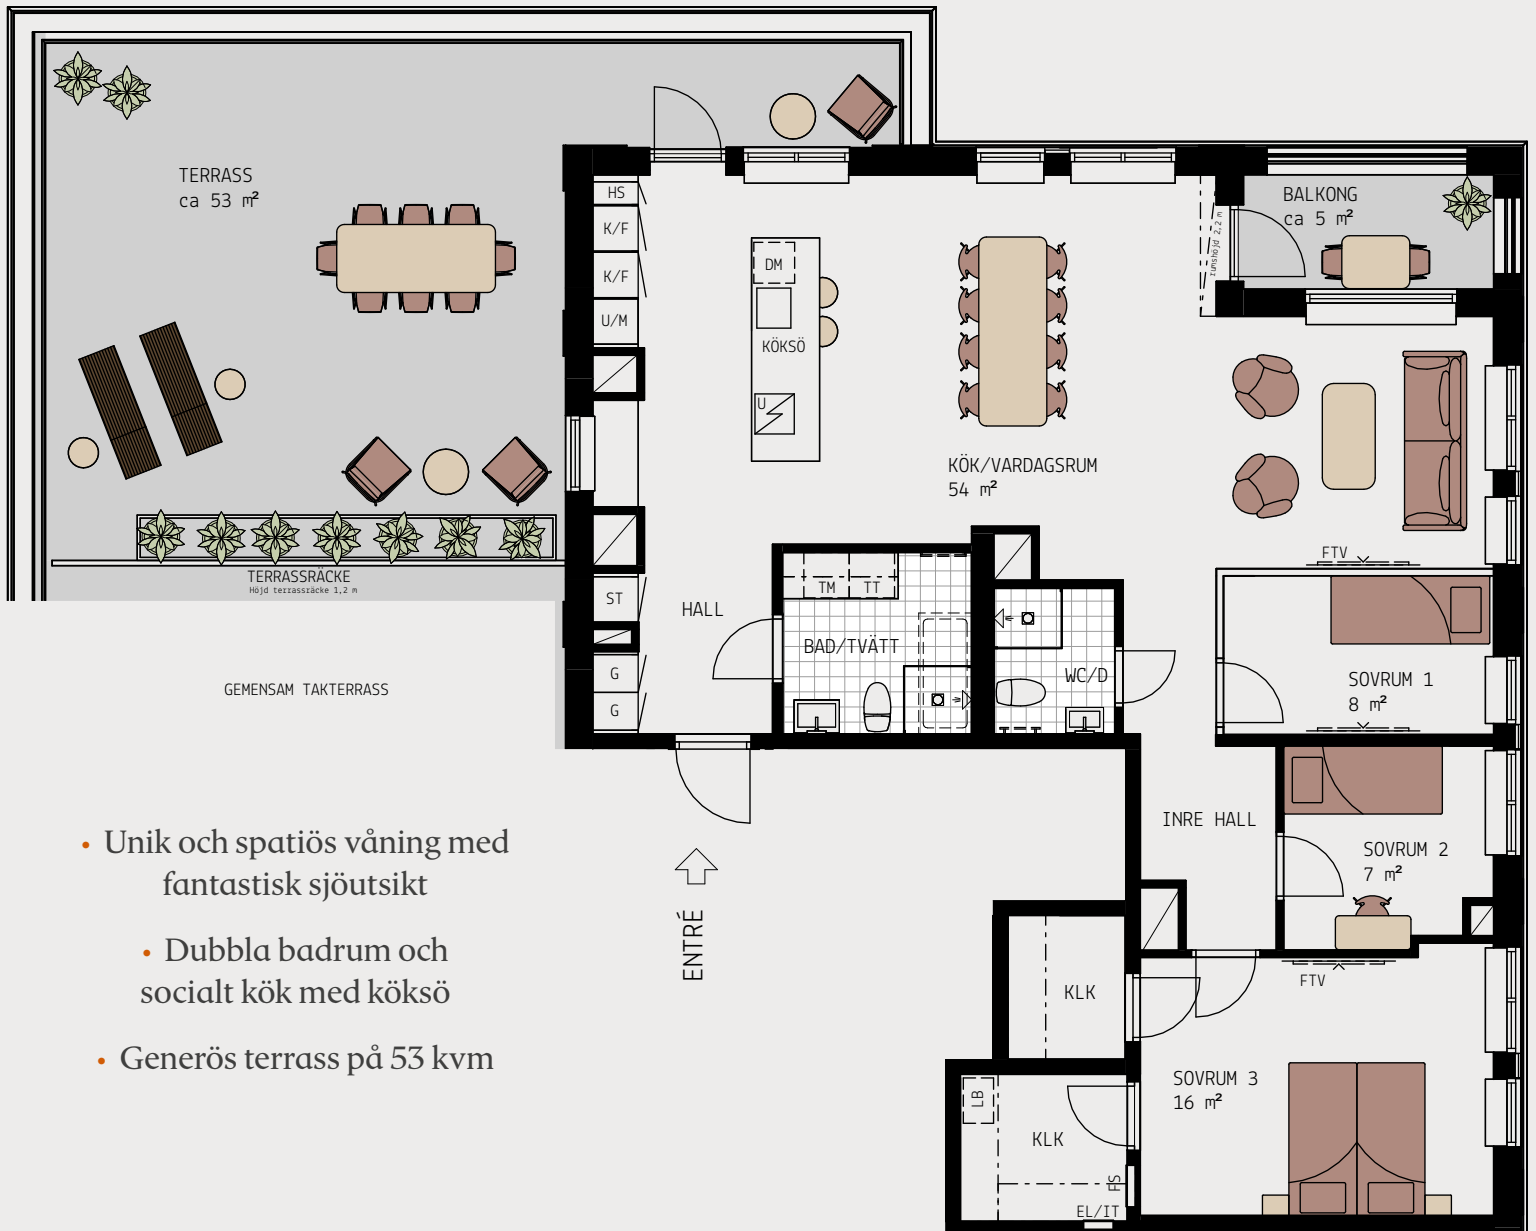 TERRASS
ca 53 m²
HS
K/F
K/F
U/M
DM
KÖKSÖ
U
rumshöjd 2,2 m
BALKONG
ca 5 m²
KÖK/VARDAGSRUM
54 m²
FTV
TERRASSRÄCKE
Höjd terrassräcke 1,2 m
ST
HALL
TM
TT
BAD/TVÄTT
WC/D
SOVRUM 1
8 m²
G
G
GEMENSAM TAKTERRASS
INRE HALL
SOVRUM 2
7 m²
ENTRÉ
FTV
KLK
SOVRUM 3
16 m²
LB
KLK
FS
EL/IT
• Unik och spatiös våning med
fantastisk sjöutsikt
• Dubbla badrum och
socialt kök med köksö
• Generös terrass på 53 kvm